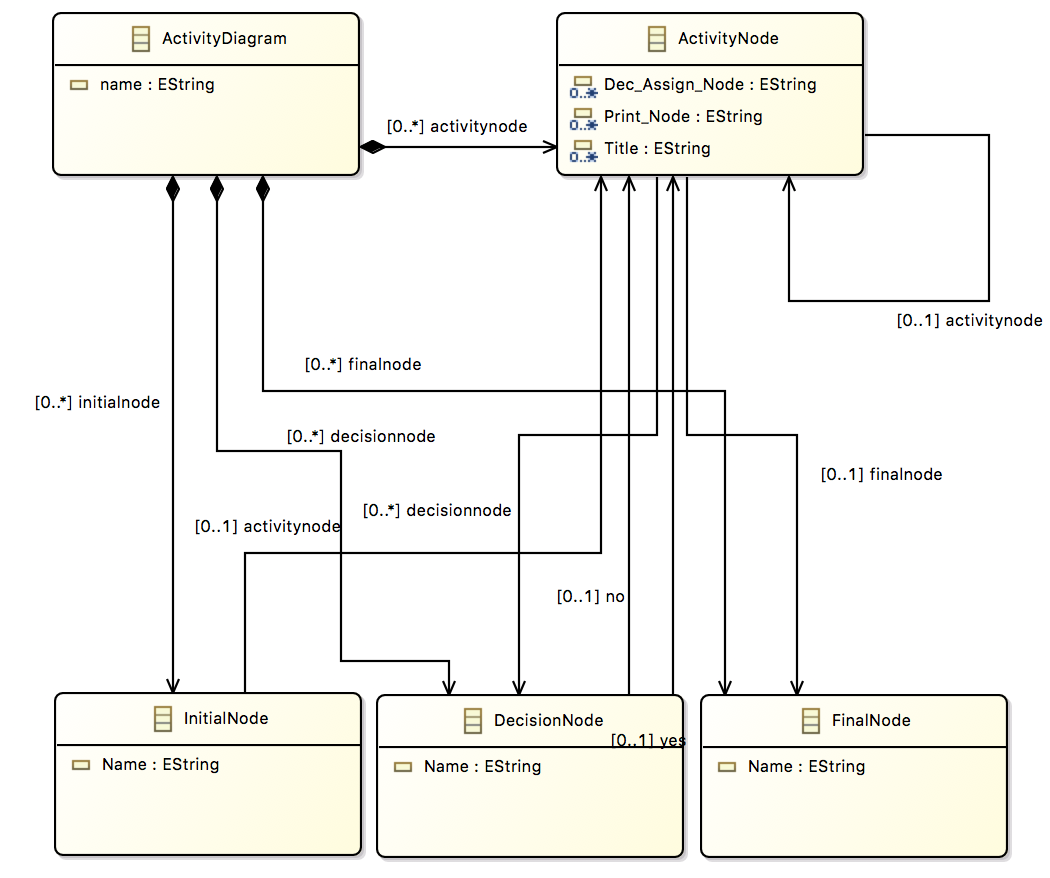 ActivityDiagram
name : EString
ActivityNode
0..* Dec_Assign_Node : EString
0..* Print_Node : EString
0..* Title : EString
[0..*] activitynode
[0..1] activitynode
[0..*] finalnode
[0..*] initialnode
[0..*] decisionnode
[0..1] finalnode
[0..*] decisionnode
[0..1] activitynode
[0..1] no
InitialNode
Name : EString
DecisionNode
[0..1] yes
Name : EString
FinalNode
Name : EString